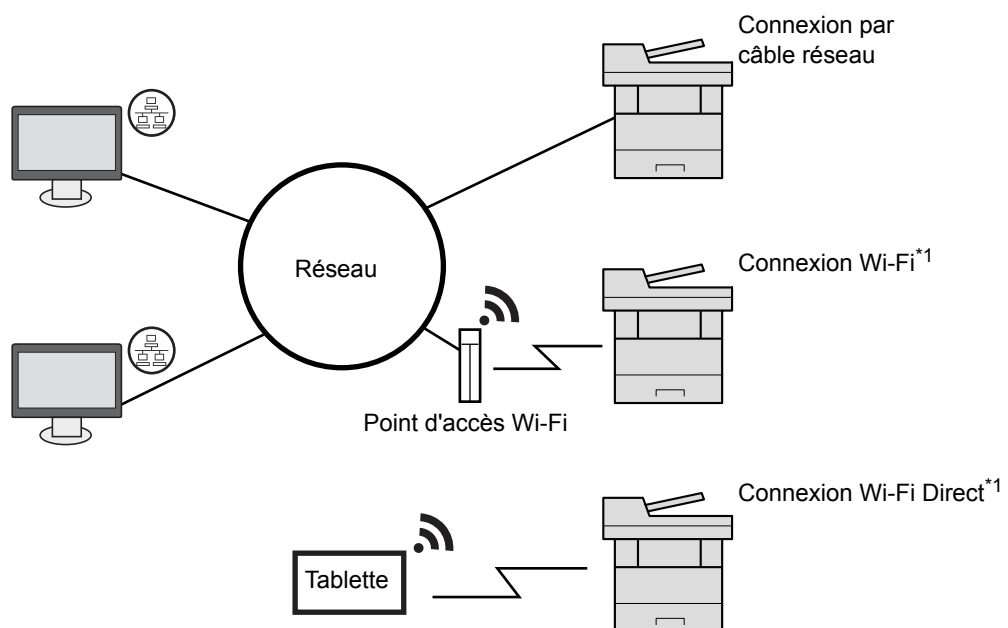 Connexion par
câble réseau
Réseau
Connexion Wi-Fi*1
Point d'accès Wi-Fi
Connexion Wi-Fi Direct*1
Tablette